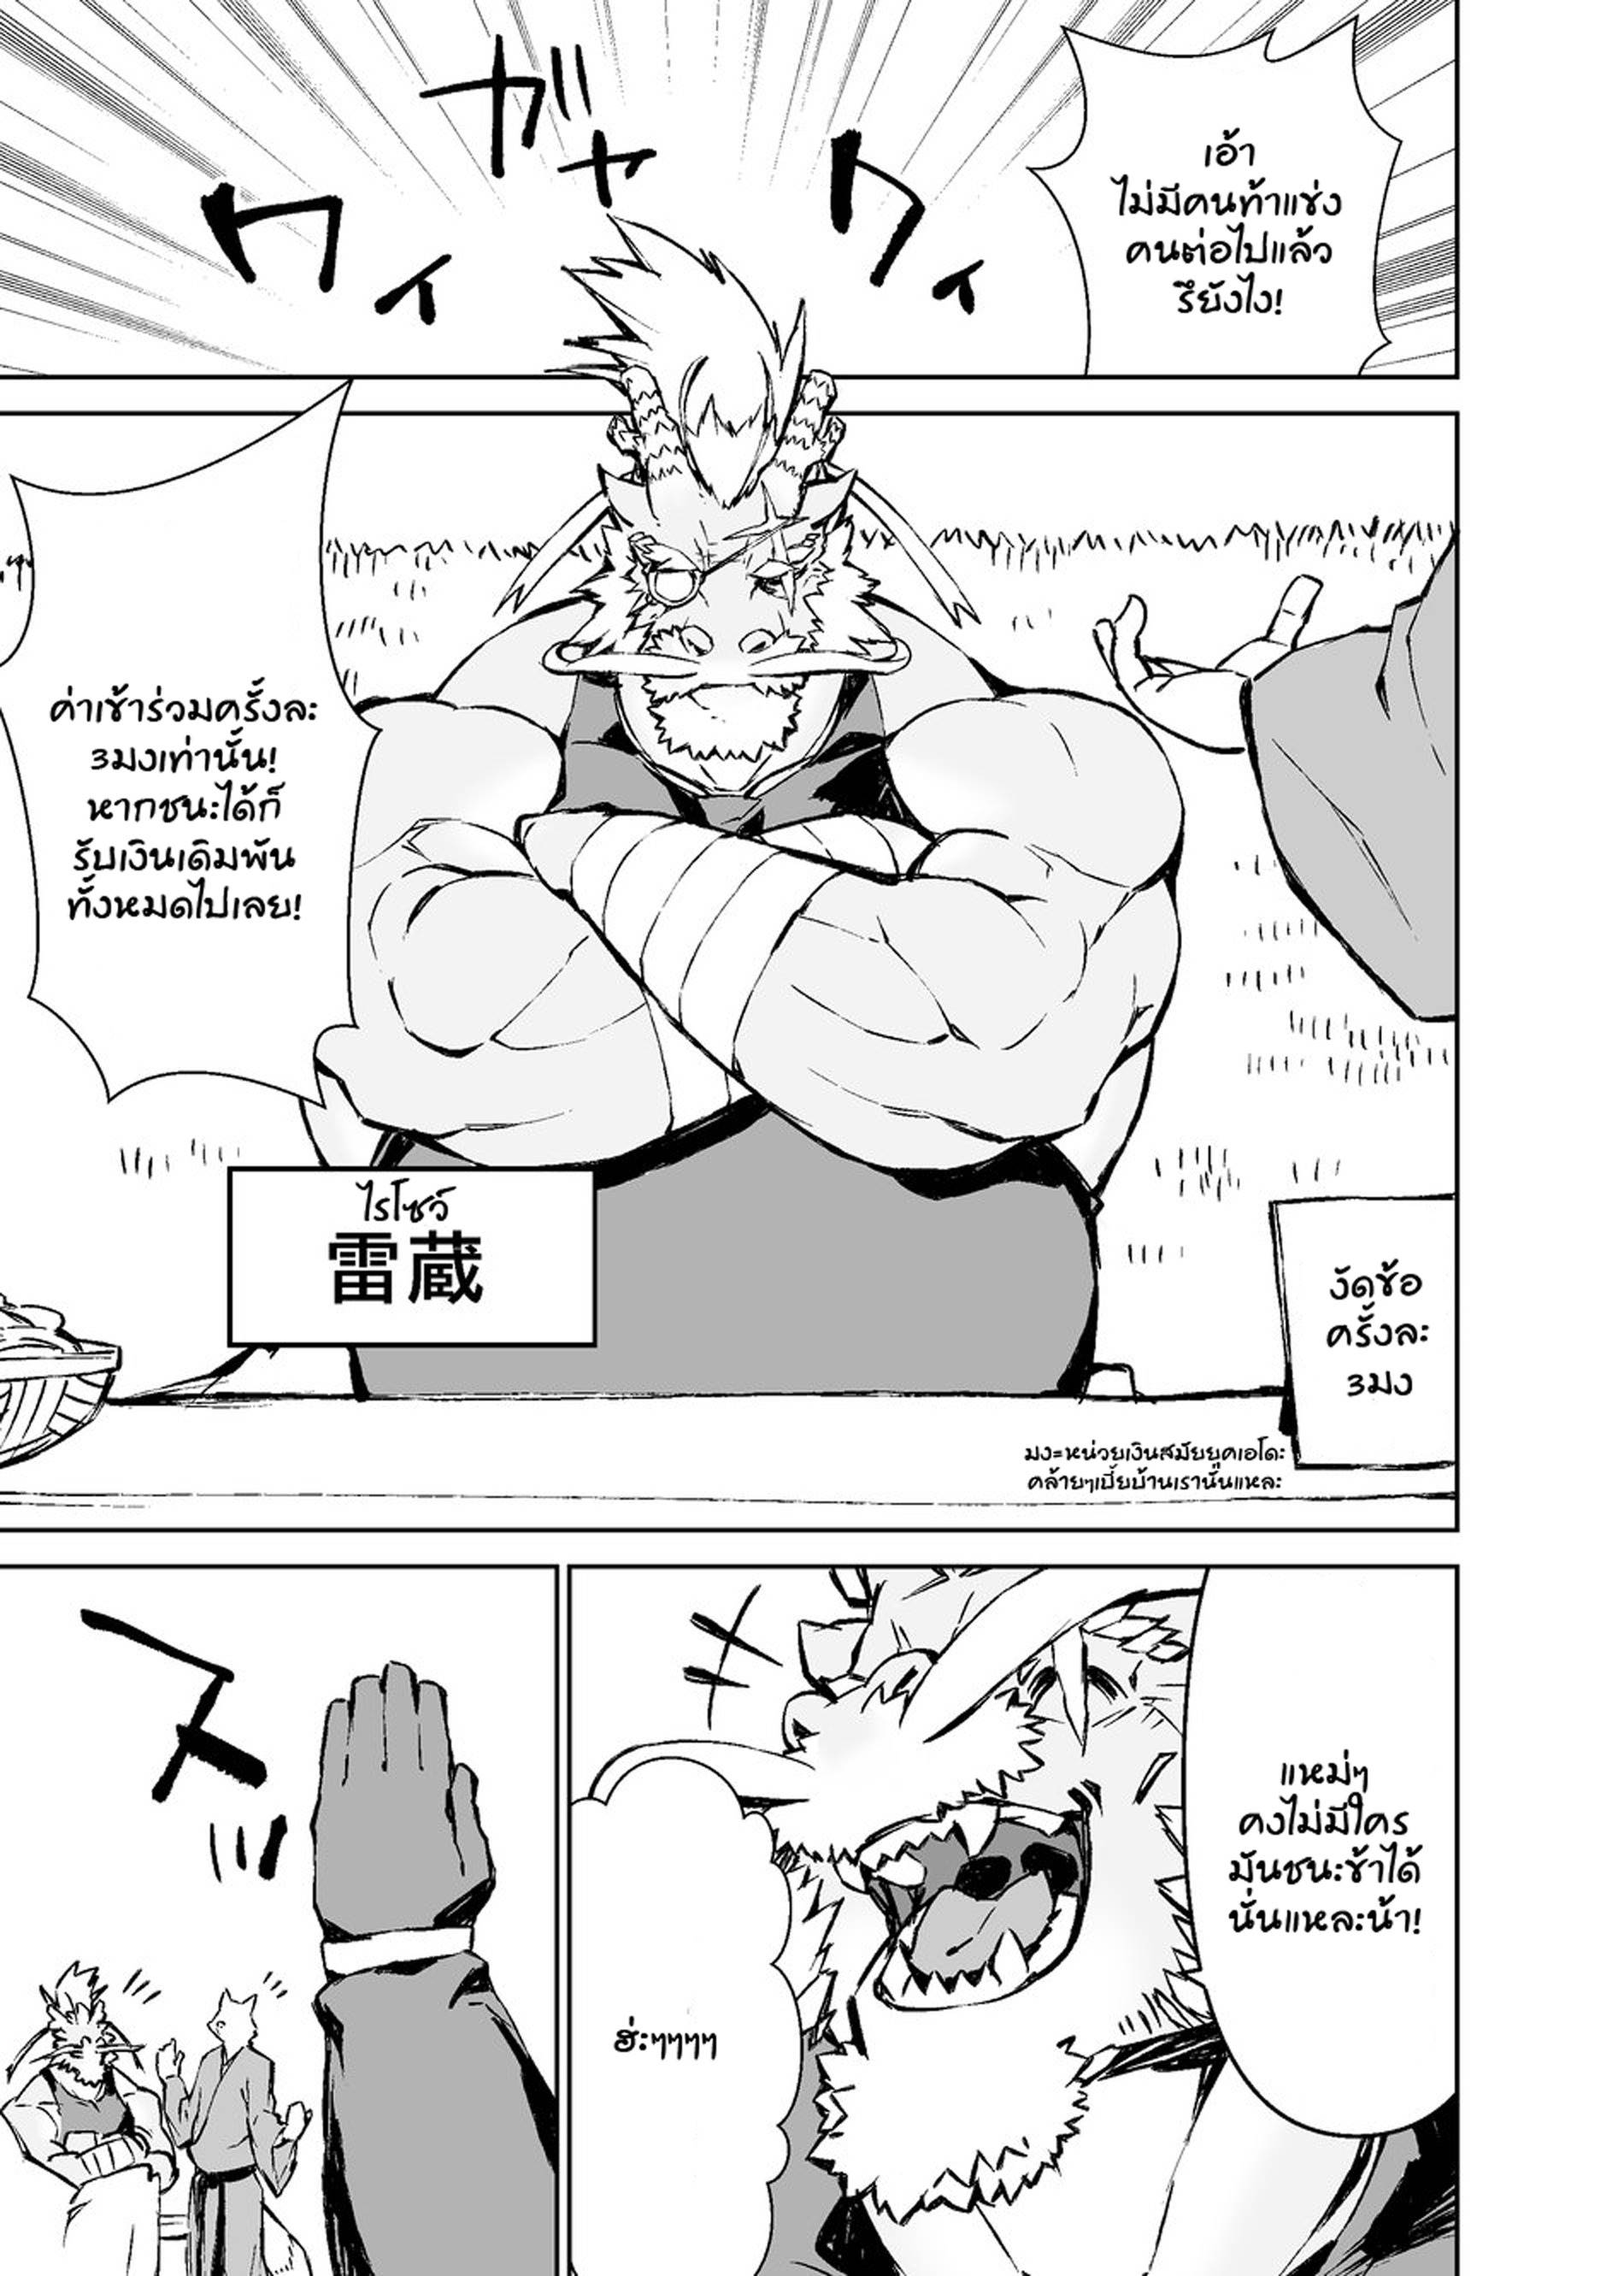 ガヤ
ワイ
ワイ
เอ้า
ไม่มีคนท้าแข่ง
คนต่อไปแล้ว
รึยังไง!
ค่าเข้าร่วมครั้งละ
3มงเท่านั้น!
หากชนะได้ก็
รับเงินเดิมพัน
ทั้งหมดไปเลย!
ไรโซว์
雷蔵
งัดข้อ
ครั้งละ
3มง
มง=หน่วยเงินสมัยยุคเอโดะ
คล้ายๆเบี้ยบ้านเรานั้นแหละ
แหม่ๆ
คงไม่มีใคร
มันชนะข้าได้
นั่นแหละน้า!
ฮ่ะๆๆๆๆ
ス